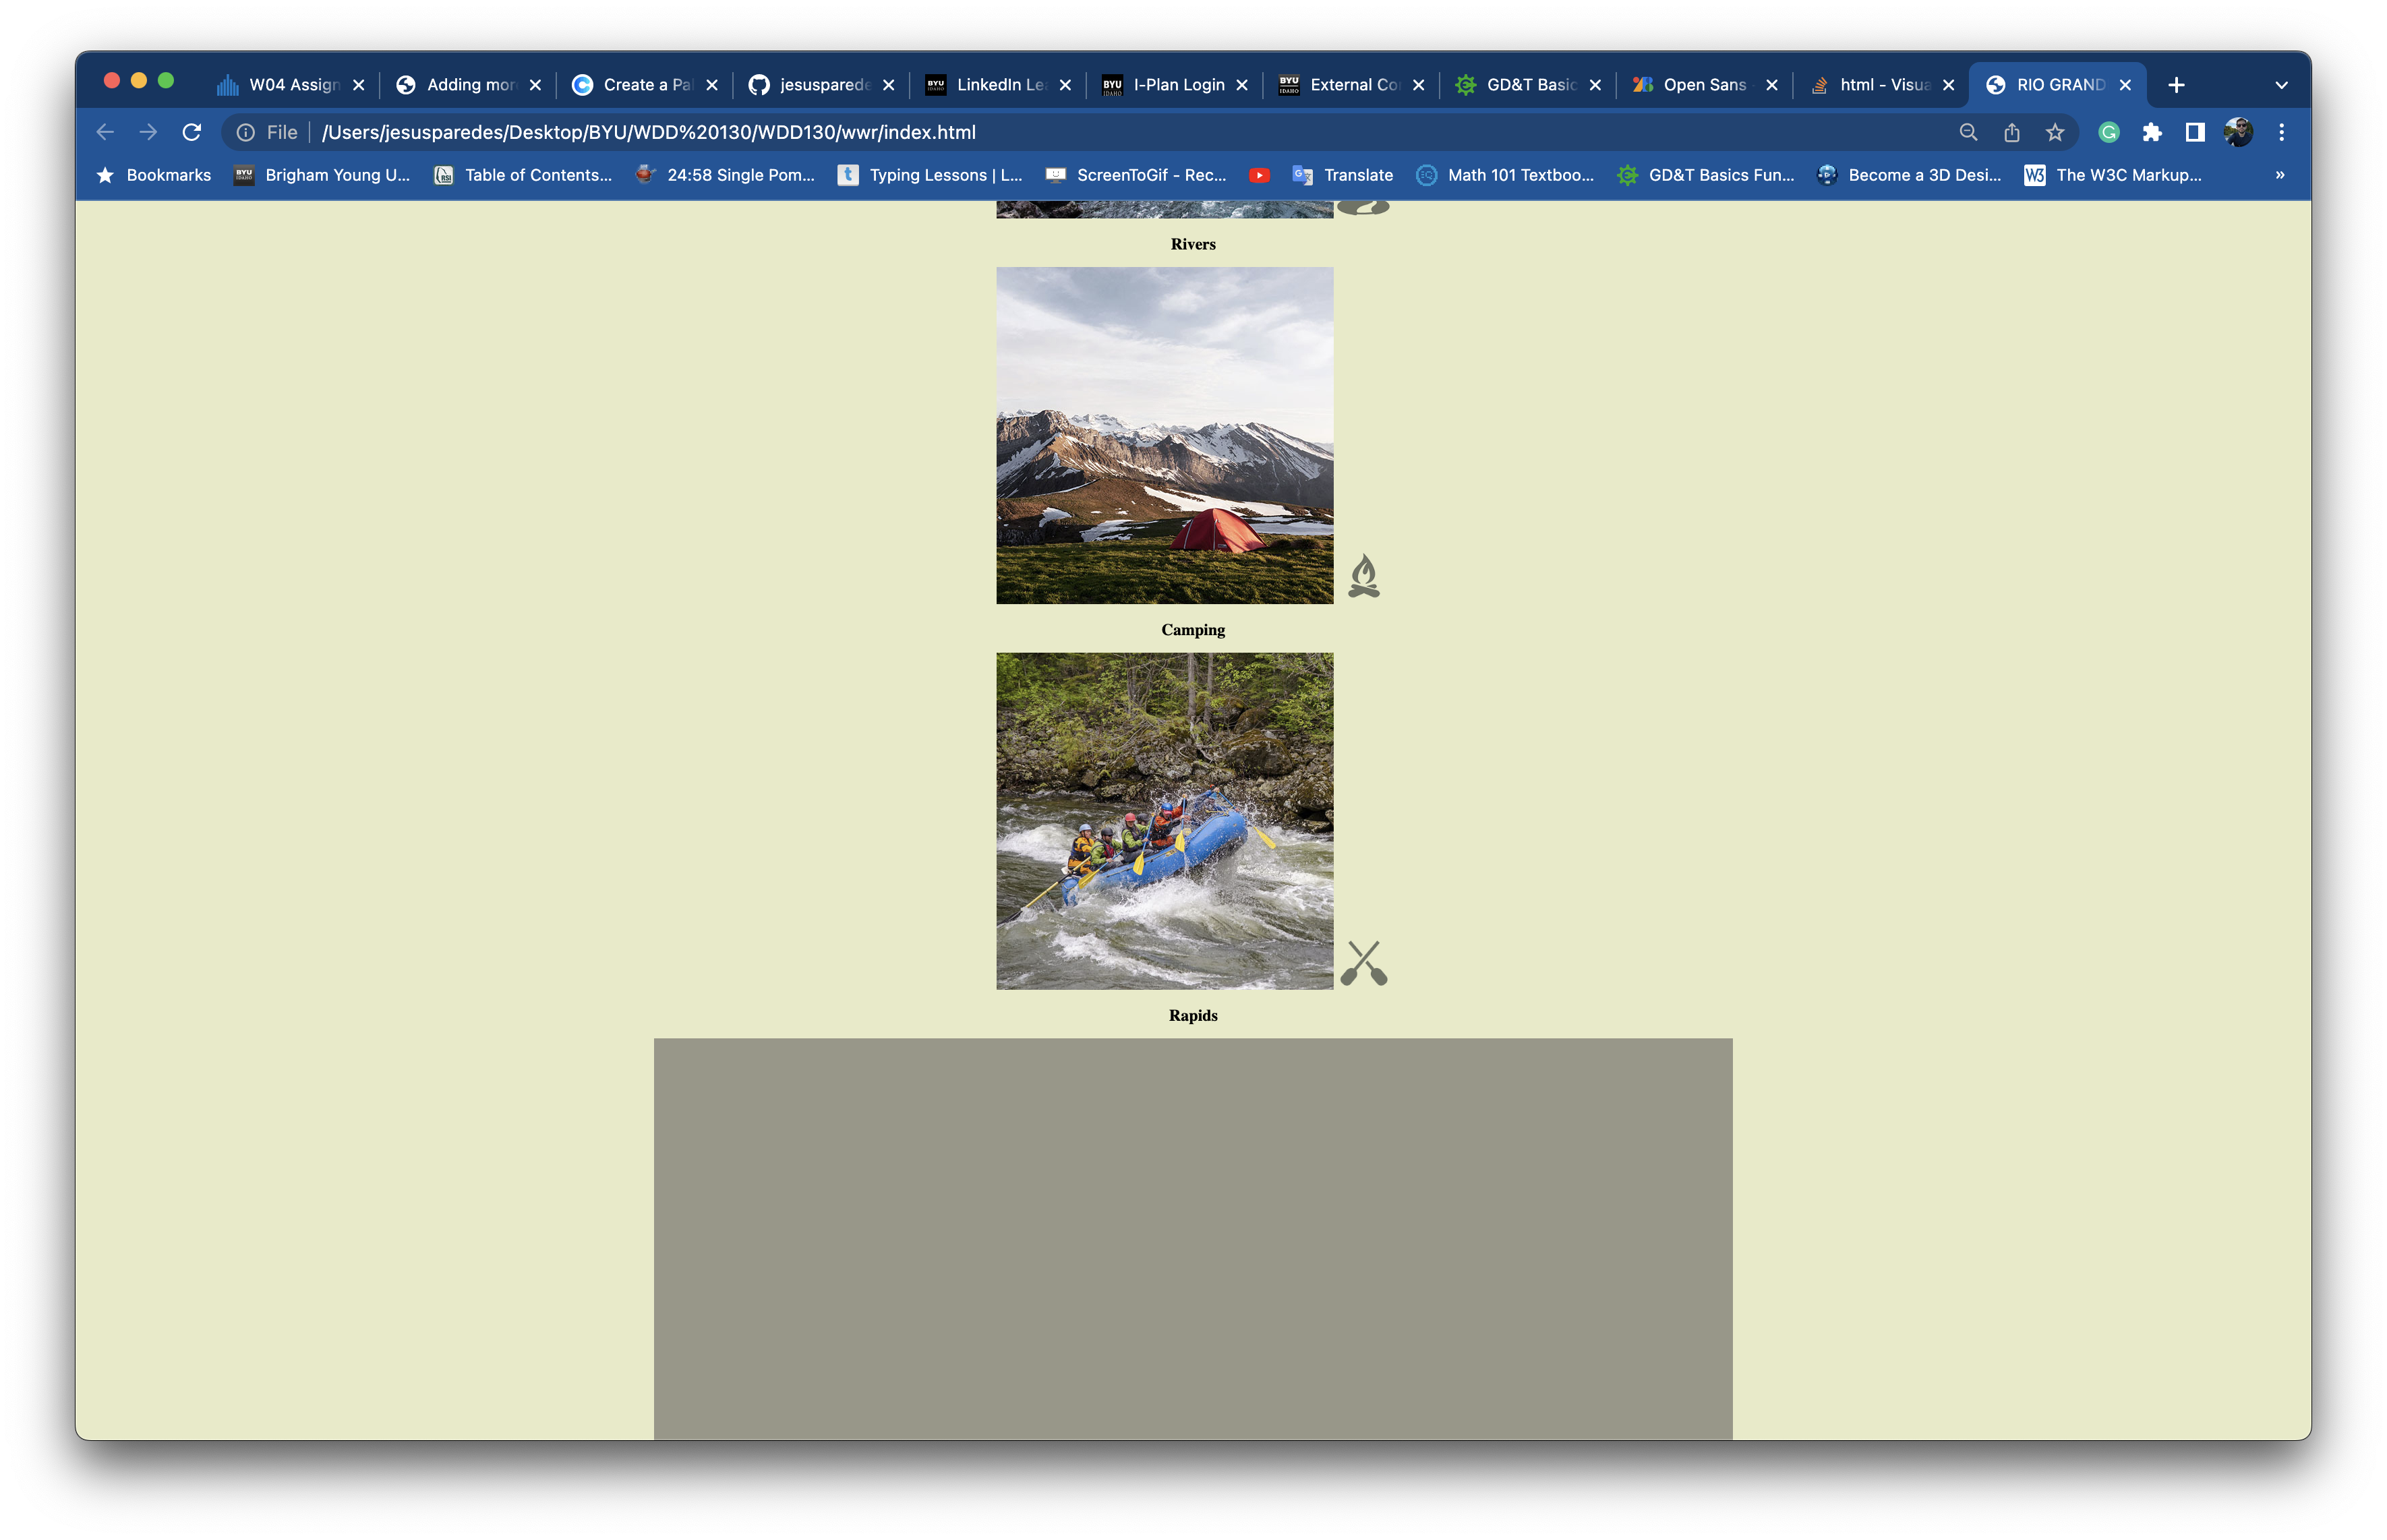 W04 Assign
Adding mor
Create a Pal
jesusparede
LinkedIn Le
I-Plan Login
External Co
GD&T Basic
Open Sans
html - Visua
RIO GRAND
File
/Users/jesusparedes/Desktop/BYU/WDD%20130/WDD130/wwr/index.html
Bookmarks
BYU
Brigham Young U...
Table of Contents...
24:58 Single Pom...
t
Typing Lessons | L...
ScreenToGif - Rec...
Translate
Math 101 Textboo...
GD&T Basics Fun...
Become a 3D Desi...
W3
The W3C Markup...
»
Rivers
Camping
Rapids